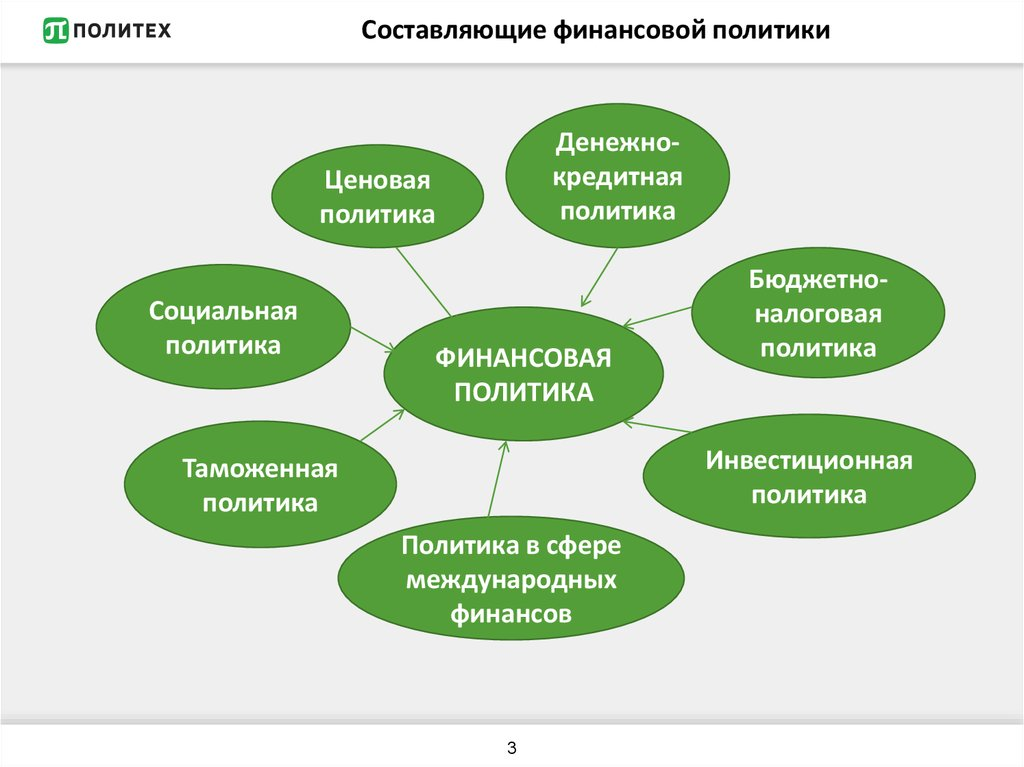 ПОЛИТЕХ
Составляющие финансовой политики
Денежно-
кредитная
политика
Ценовая
политика
Бюджетно-
налоговая
политика
Социальная
политика
ФИНАНСОВАЯ
ПОЛИТИКА
Инвестиционная
политика
Таможенная
политика
Политика в сфере
международных
финансов
3